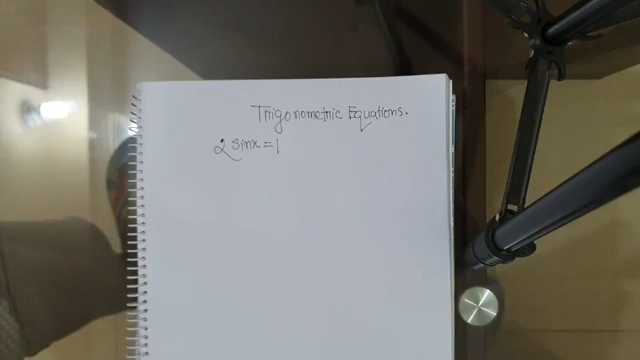 Trigonometric Equations.
2 sinx = 1